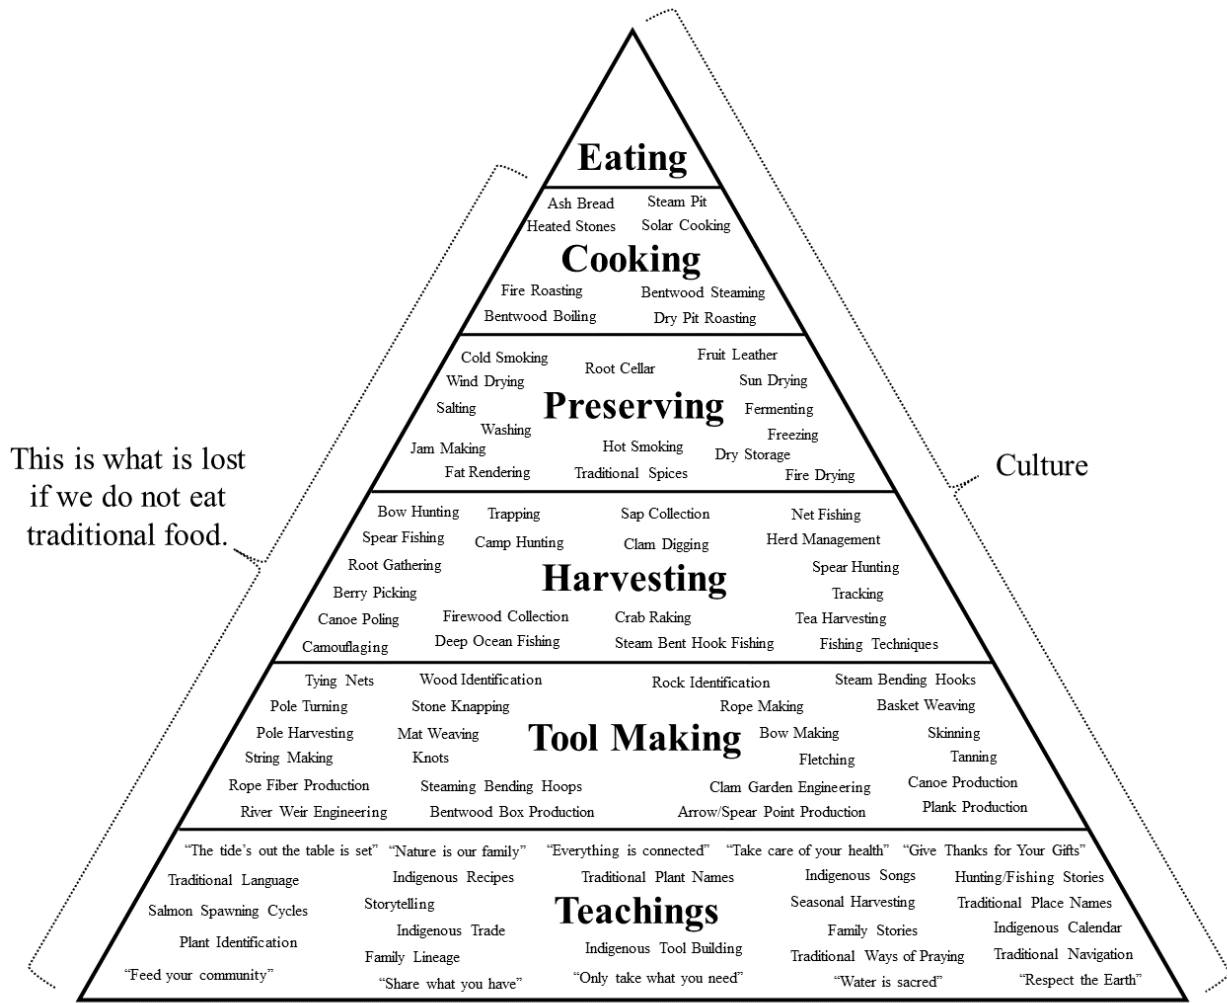 Eating
Ash Bread Steam Pit
Heated Stones Solar Cooking
Cooking
Fire Roasting Bentwood Steaming
Bentwood Boiling Dry Pit Roasting
Cold Smoking Root Cellar Fruit Leather
Wind Drying Sun Drying
Salting Preserving Fermenting
Washing Freezing
Jam Making Hot Smoking Dry Storage
Fat Rendering Traditional Spices Fire Drying
This is what is lost
if we do not eat
traditional food.
Culture
Bow Hunting Trapping Sap Collection Net Fishing
Spear Fishing Camp Hunting Clam Digging Herd Management
Root Gathering Harvesting Spear Hunting
Berry Picking Tracking
Canoe Poling Firewood Collection Crab Raking Tea Harvesting
Camouflaging Deep Ocean Fishing Steam Bent Hook Fishing Fishing Techniques
Tying Nets Wood Identification Rock Identification Steam Bending Hooks
Pole Turning Stone Knapping Rope Making Basket Weaving
Pole Harvesting Mat Weaving Tool Making Bow Making Skinning
String Making Knots Fletching Tanning
Rope Fiber Production Steaming Bending Hoops Clam Garden Engineering Canoe Production
River Weir Engineering Bentwood Box Production Arrow/Spear Point Production Plank Production
“The tide’s out the table is set” “Nature is our family” “Everything is connected” “Take care of your health” “Give Thanks for Your Gifts”
Traditional Language Indigenous Recipes Traditional Plant Names Indigenous Songs Hunting/Fishing Stories
Salmon Spawning Cycles Storytelling Teachings Seasonal Harvesting Traditional Place Names
Plant Identification Indigenous Trade Family Stories Indigenous Calendar
Family Lineage Indigenous Tool Building Traditional Ways of Praying Traditional Navigation
“Feed your community” “Share what you have” “Only take what you need” “Water is sacred” “Respect the Earth”